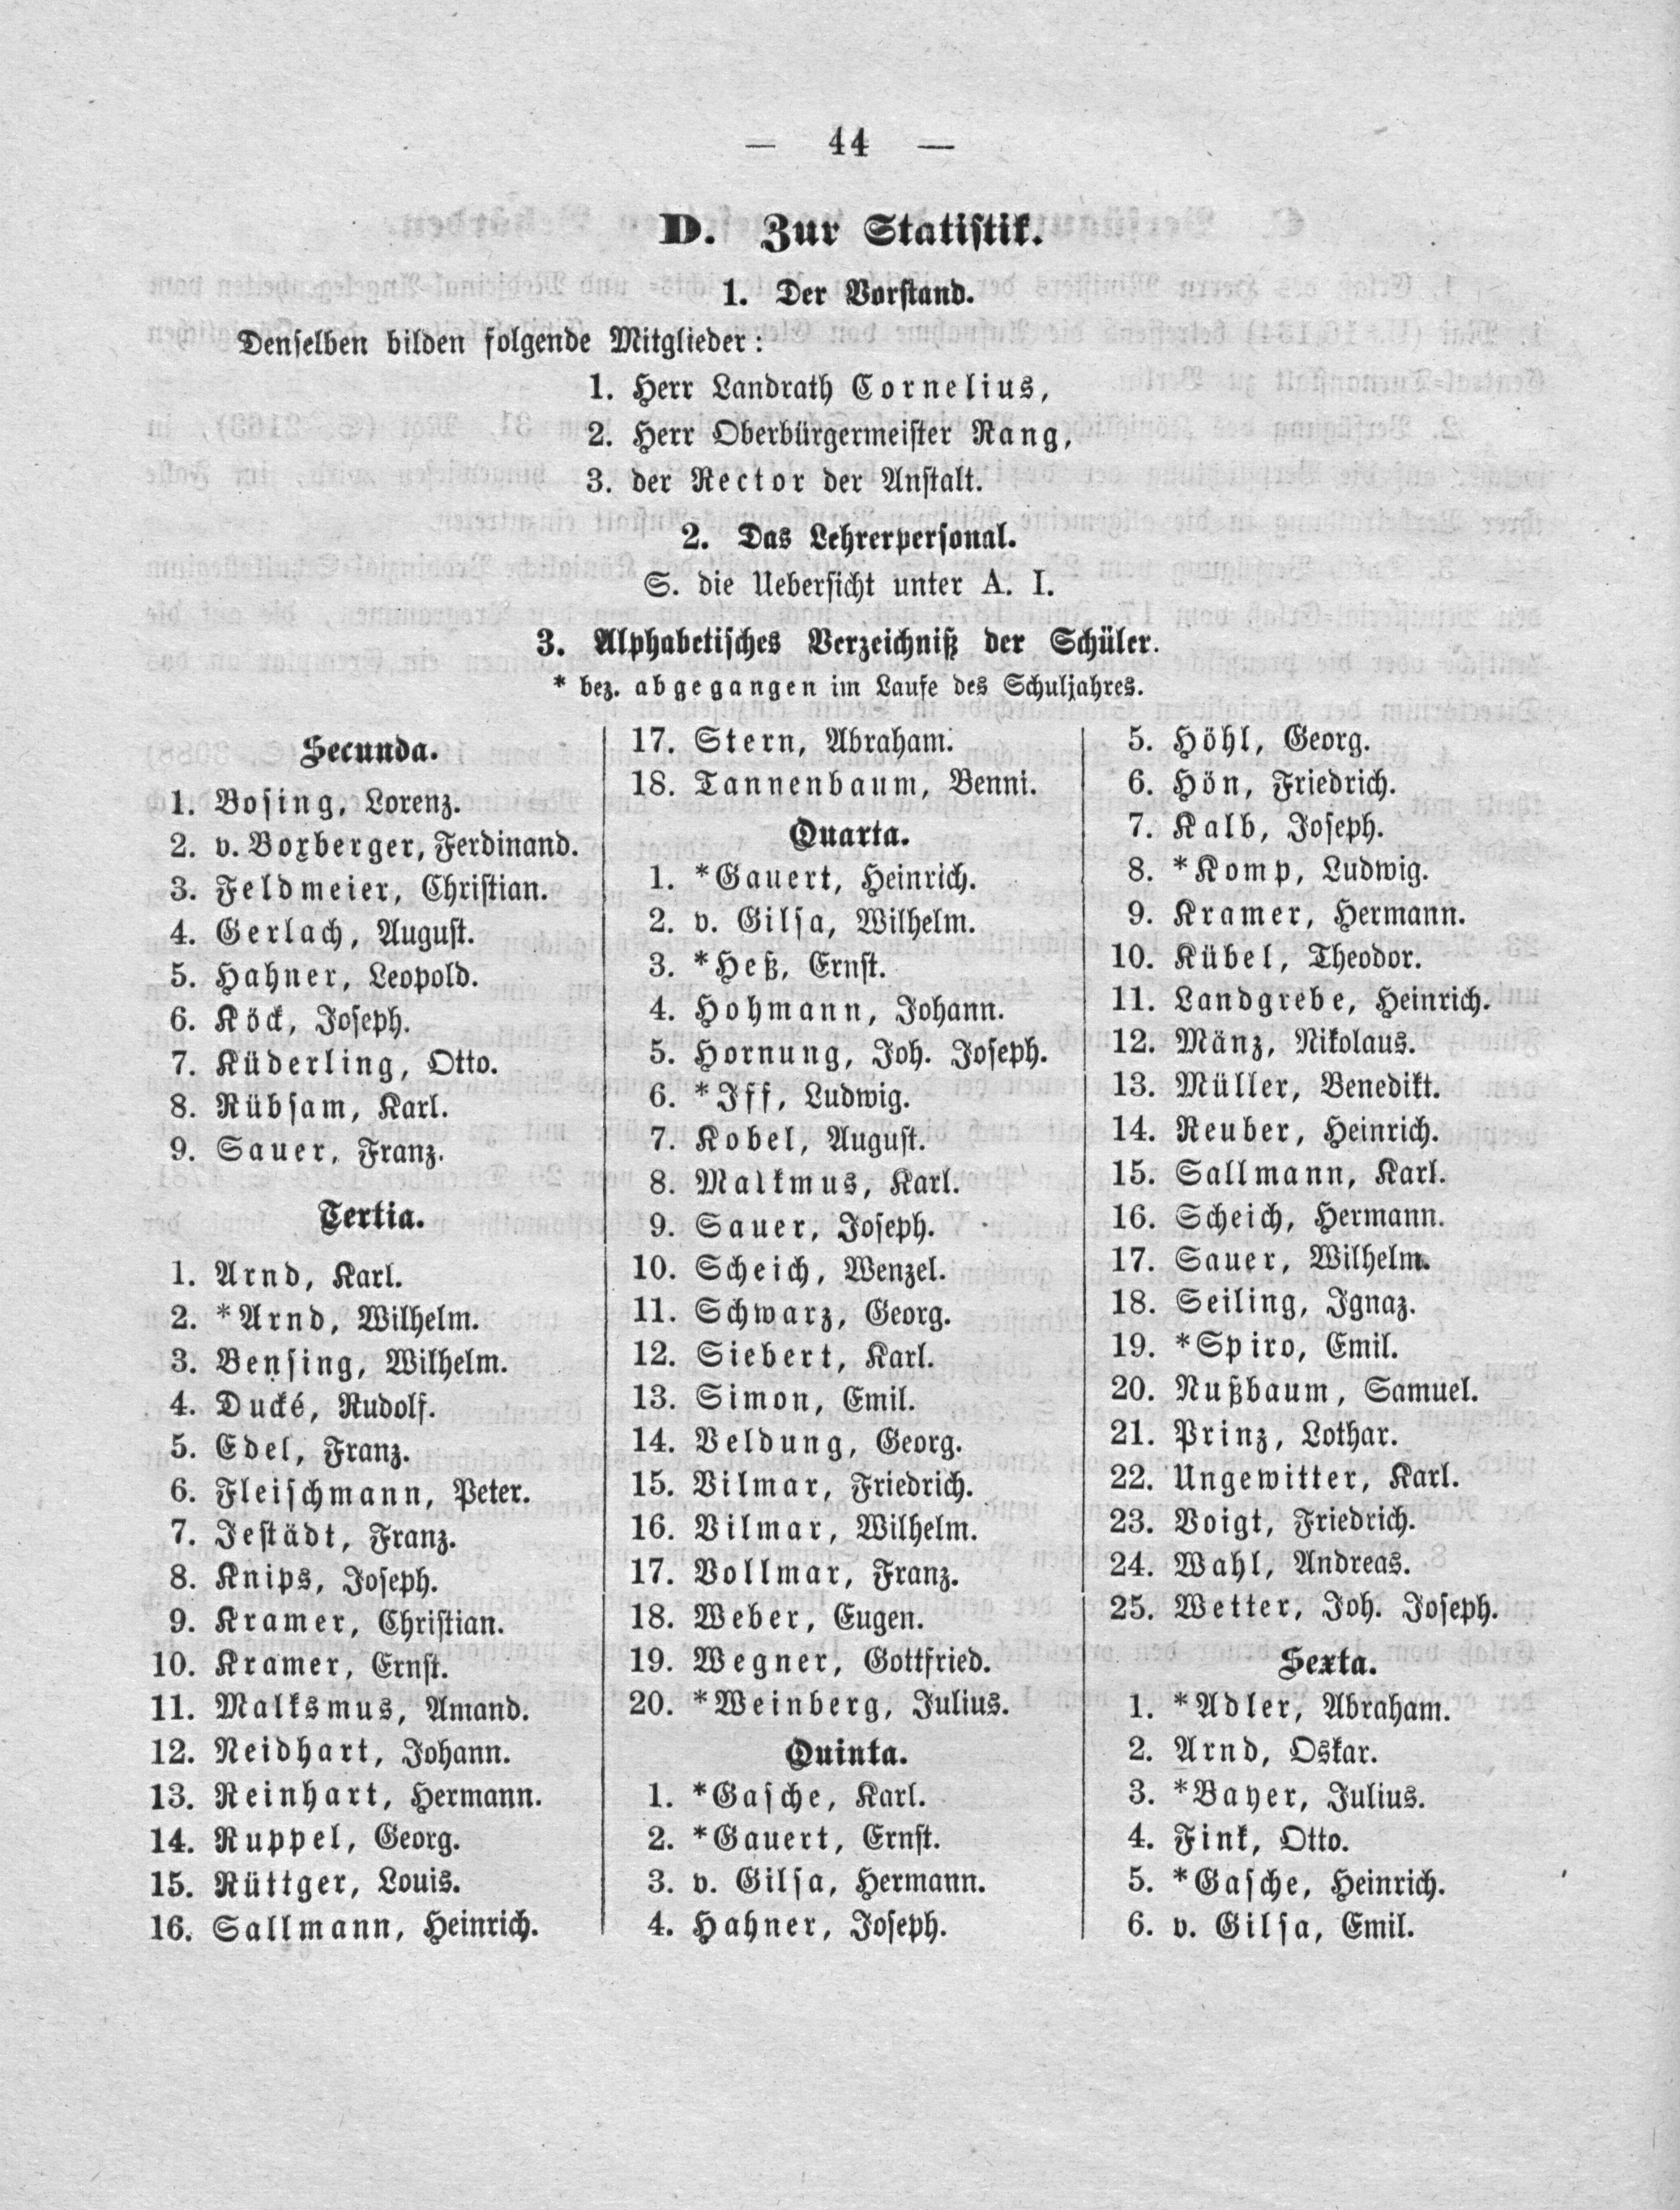 — 44 —
D. Zur Statistik.
1. Der Vorstand.
Denselben bilden folgende Mitglieder:
1. Herr Landrath Cornelius,
2. Herr Oberbürgermeister Rang,
3. der Rector der Anstalt.
2. Das Lehrerpersonal.
S. die Uebersicht unter A. I.
3. Alphabetisches Verzeichniß der Schüler.
* bez. abgegangen im Laufe des Schuljahres.
Secunda.
1. Bosing, Lorenz.
2. v. Boxberger, Ferdinand.
3. Feldmeier, Christian.
4. Gerlach, August.
5. Hahner, Leopold.
6. Köck, Joseph.
7. Küderling, Otto.
8. Rübsam, Karl.
9. Sauer, Franz.
Tertia.
1. Arnd, Karl.
2. *Arnd, Wilhelm.
3. Bensing, Wilhelm.
4. Ducké, Rudolf.
5. Edel, Franz.
6. Fleischmann, Peter.
7. Jestädt, Franz.
8. Knips, Joseph.
9. Kramer, Christian.
10. Kramer, Ernst.
11. Malksmus, Amand.
12. Neidhart, Johann.
13. Reinhart, Hermann.
14. Ruppel, Georg.
15. Rüttger, Louis.
16. Sallmann, Heinrich.
17. Stern, Abraham.
18. Tannenbaum, Benni.
Quarta.
1. *Gauert, Heinrich.
2. v. Gilsa, Wilhelm.
3. *Heß, Ernst.
4. Hohmann, Johann.
5. Hornung, Joh. Joseph.
6. *Iff, Ludwig.
7. Kobel, August.
8. Malkmus, Karl.
9. Sauer, Joseph.
10. Scheich, Wenzel.
11. Schwarz, Georg.
12. Siebert, Karl.
13. Simon, Emil.
14. Veldung, Georg.
15. Vilmar, Friedrich.
16. Vilmar, Wilhelm.
17. Vollmar, Franz.
18. Weber, Eugen.
19. Wegner, Gottfried.
20. *Weinberg, Julius.
Quinta.
1. *Gasche, Karl.
2. *Gauert, Ernst.
3. v. Gilsa, Hermann.
4. Hahner, Joseph.
5. Höhl, Georg.
6. Hön, Friedrich.
7. Kalb, Joseph.
8. *Komp, Ludwig.
9. Kramer, Hermann.
10. Kübel, Theodor.
11. Landgrebe, Heinrich.
12. Mänz, Nikolaus.
13. Müller, Benedikt.
14. Reuber, Heinrich.
15. Sallmann, Karl.
16. Scheich, Hermann.
17. Sauer, Wilhelm.
18. Seiling, Ignaz.
19. *Spiro, Emil.
20. Nußbaum, Samuel.
21. Prinz, Lothar.
22. Ungewitter, Karl.
23. Voigt, Friedrich.
24. Wahl, Andreas.
25. Wetter, Joh. Joseph.
Sexta.
1. *Adler, Abraham.
2. Arnd, Oskar.
3. *Bayer, Julius.
4. Fink, Otto.
5. *Gasche, Heinrich.
6. v. Gilsa, Emil.